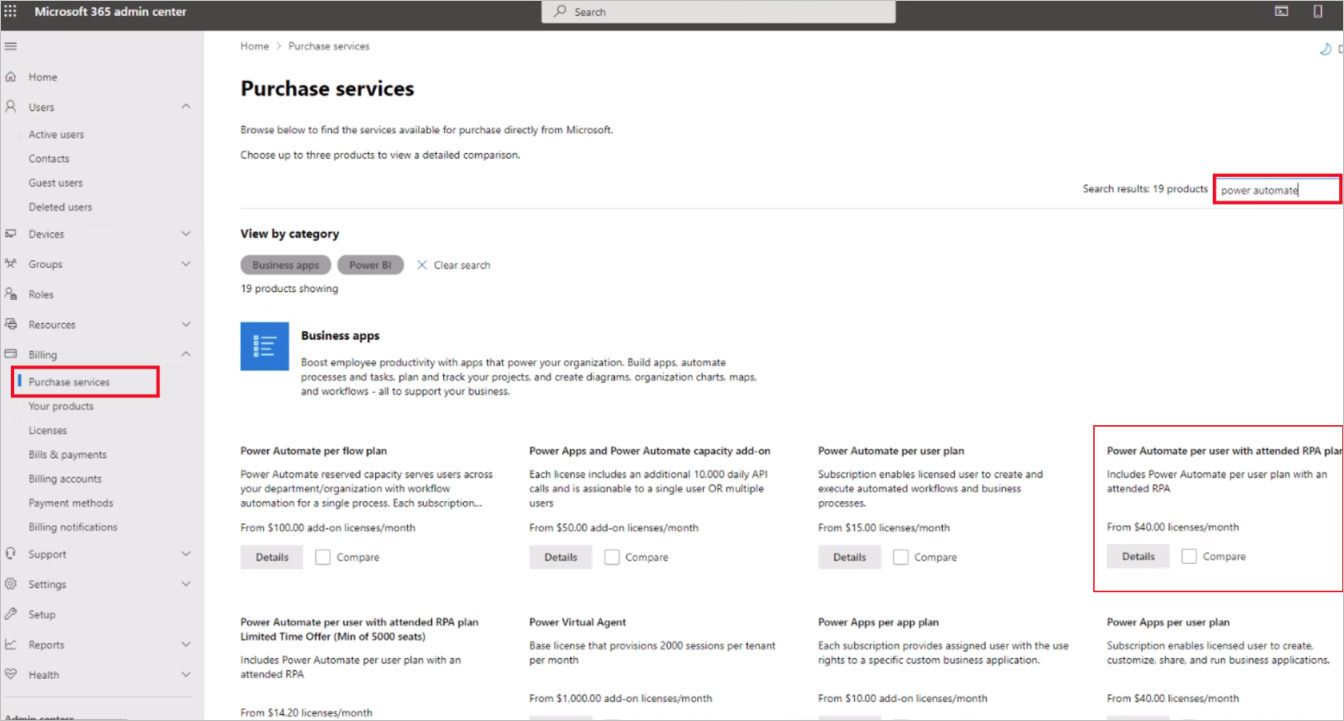 Microsoft 365 admin center
Search
Home
Users
Active users
Contacts
Guest users
Deleted users
Devices
Groups
Roles
Resources
Billing
Purchase services
Your products
Licenses
Bills & payments
Billing accounts
Payment methods
Billing notifications
Support
Settings
Setup
Reports
Health
Admin centers
Home > Purchase services
Purchase services
Browse below to find the services available for purchase directly from Microsoft.
Choose up to three products to view a detailed comparison.
Search results: 19 products
power automate
View by category
Business apps
Power BI
Clear search
19 products showing
Business apps
Boost employee productivity with apps that power your organization. Build apps, automate
processes and tasks, plan and track your projects, and create diagrams, organization charts, maps,
and workflows - all to support your business.
Power Automate per flow plan
Power Automate reserved capacity serves users across
your department/organization with workflow
automation for a single process. Each subscription...
From $100.00 add-on licenses/month
Details
Compare
Power Apps and Power Automate capacity add-on
Each license includes an additional 10,000 daily API
calls and is assignable to a single user OR multiple
users
From $50.00 add-on licenses/month
Details
Compare
Power Automate per user plan
Subscription enables licensed user to create and
execute automated workflows and business
processes.
From $15.00 licenses/month
Details
Compare
Power Automate per user with attended RPA plan
Includes Power Automate per user plan with an
attended RPA
From $40.00 licenses/month
Details
Compare
Power Automate per user with attended RPA plan
Limited Time Offer (Min of 5000 seats)
Includes Power Automate per user plan with an
attended RPA
From $14.20 licenses/month
Power Virtual Agent
Base license that provisions 2000 sessions per tenant
per month
From $1,000.00 add-on licenses/month
Power Apps per app plan
Each subscription provides assigned user with the use
rights to a specific custom business application.
From $10.00 add-on licenses/month
Power Apps per user plan
Subscription enables licensed user to create,
customize, share, and run business applications.
From $40.00 licenses/month